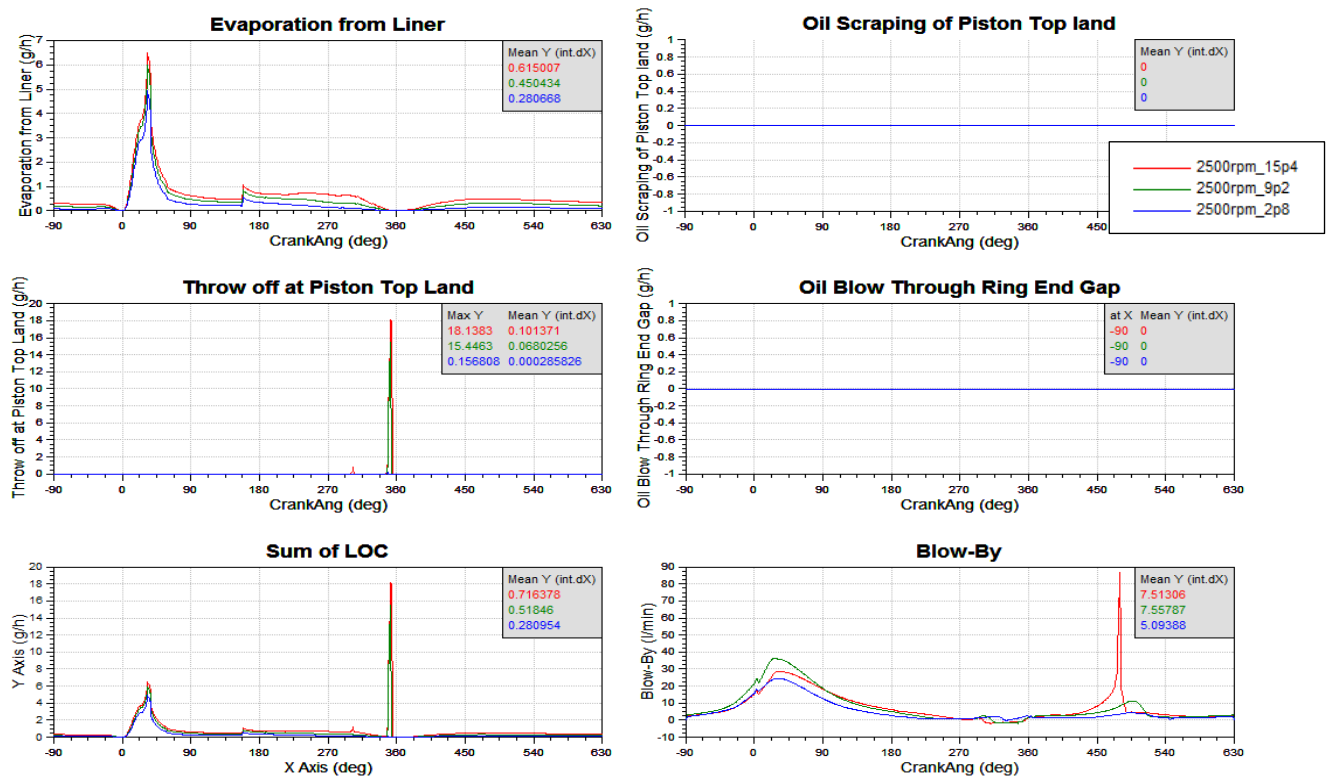 Evaporation from Liner
Evaporation from Liner (g/h)
7
6
5
4
3
2
1
0
Mean Y (int.dX)
0.615007
0.450434
0.280668
-90 0 90 180 270 360 450 540 630
CrankAng (deg)
Oil Scraping of Piston Top land
Oil Scraping of Piston Top land (g/h)
1
0.8
0.6
0.4
0.2
0
-0.2
-0.4
-0.6
-0.8
-1
Mean Y (int.dX)
0
0
0
2500rpm_15p4
2500rpm_9p2
2500rpm_2p8
-90 0 90 180 270 360 450 540 630
CrankAng (deg)
Throw off at Piston Top Land
Throw off at Piston Top Land (g/h)
20
18
16
14
12
10
8
6
4
2
0
Max Y Mean Y (int.dX)
18.1383 0.101371
15.4463 0.0680256
0.156808 0.000285826
-90 0 90 180 270 360 450 540 630
CrankAng (deg)
Oil Blow Through Ring End Gap
Oil Blow Through Ring End Gap (g/h)
1
0.8
0.6
0.4
0.2
0
-0.2
-0.4
-0.6
-0.8
-1
at X Mean Y (int.dX)
-90 0
-90 0
-90 0
-90 0 90 180 270 360 450 540 630
CrankAng (deg)
Sum of LOC
Y Axis (g/h)
20
18
16
14
12
10
8
6
4
2
0
Mean Y (int.dX)
0.716378
0.51846
0.280954
-90 0 90 180 270 360 450 540 630
X Axis (deg)
Blow-By
Blow-By (l/min)
90
80
70
60
50
40
30
20
10
0
-10
Mean Y (int.dX)
7.51306
7.55787
5.09388
-90 0 90 180 270 360 450 540 630
CrankAng (deg)